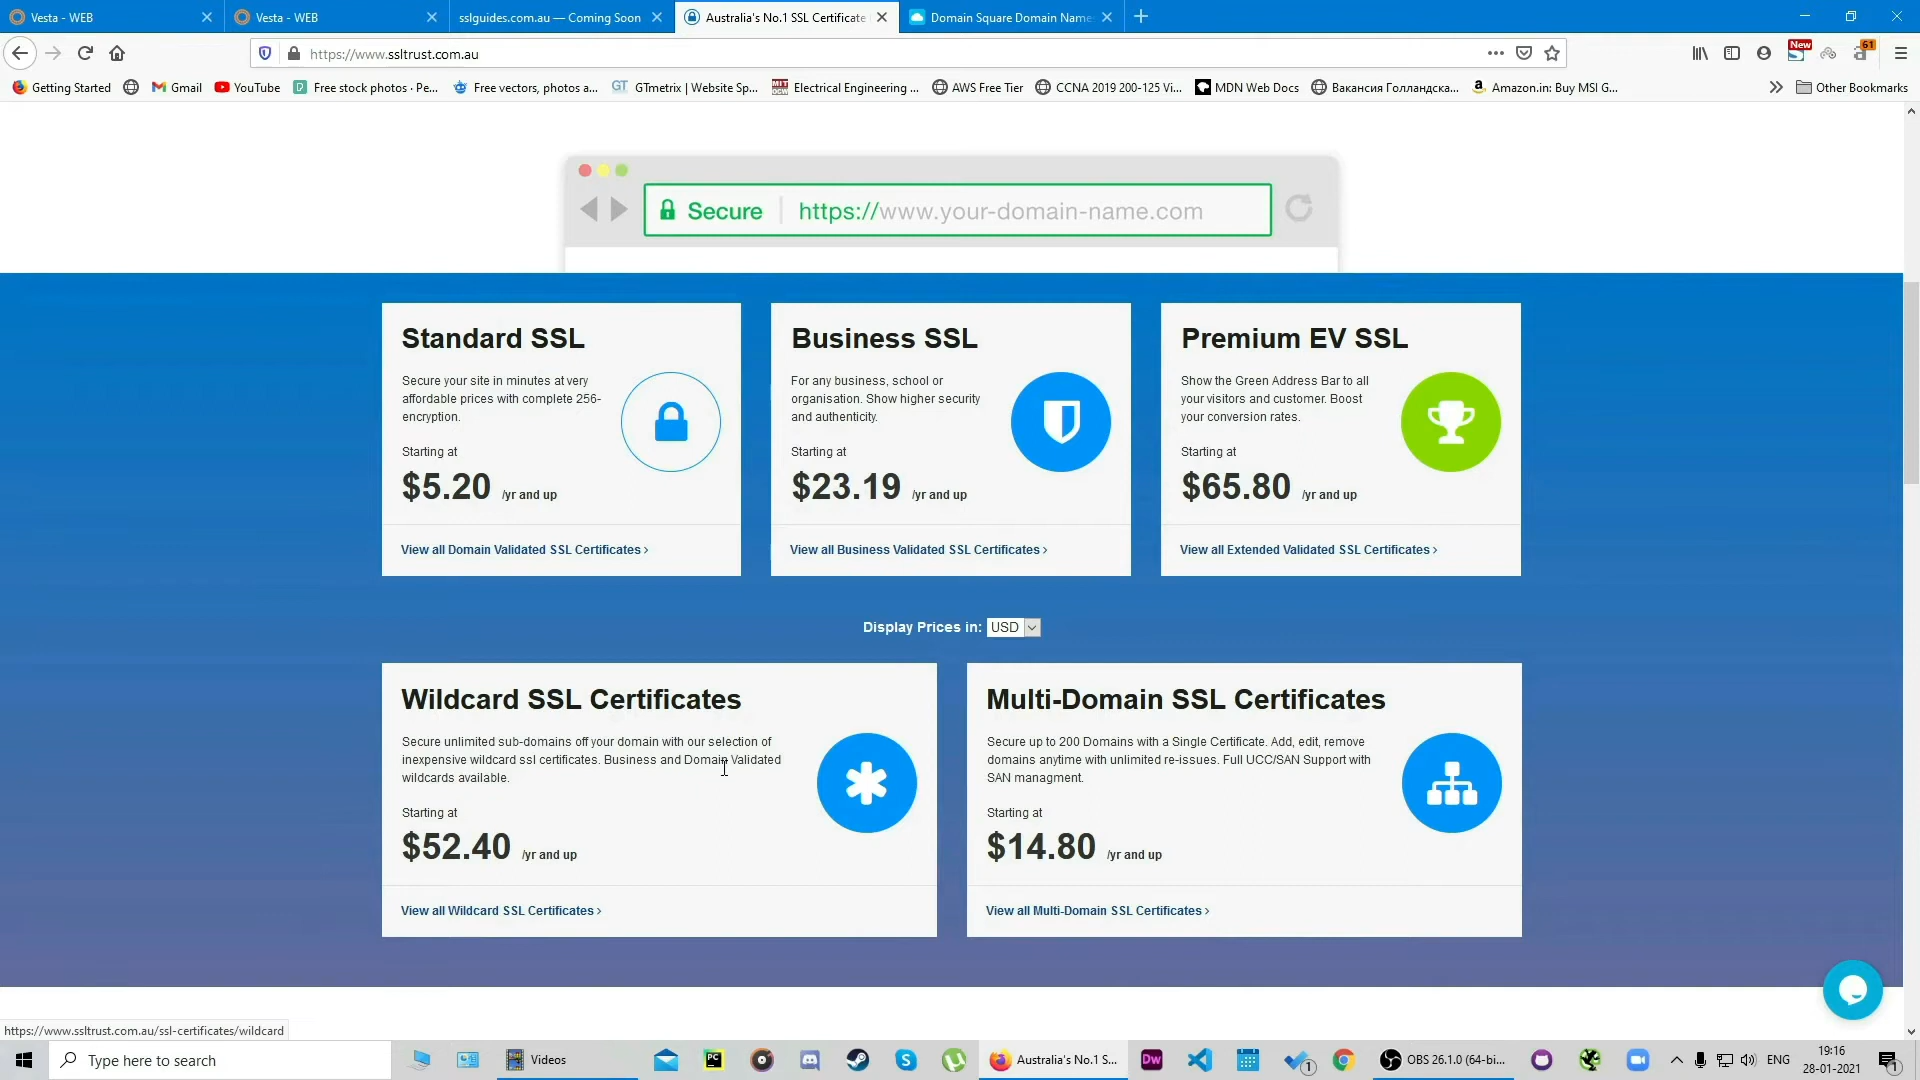 Vesta - WEB
Vesta - WEB
sslguides.com.au — Coming Soon
Australia's No.1 SSL Certificate
Domain Square Domain Name
https://www.ssltrust.com.au
New
61
Getting Started
Gmail
YouTube
Free stock photos · Pe...
Free vectors, photos a...
GT GTmetrix | Website Sp...
Electrical Engineering ...
AWS Free Tier
CCNA 2019 200-125 Vi...
MDN Web Docs
Вакансия Голландска...
Amazon.in: Buy MSI G...
Other Bookmarks
Secure
https://www.your-domain-name.com
Standard SSL
Secure your site in minutes at very
affordable prices with complete 256-
encryption.
Starting at
$5.20 /yr and up
View all Domain Validated SSL Certificates ›
Business SSL
For any business, school or
organisation. Show higher security
and authenticity.
Starting at
$23.19 /yr and up
View all Business Validated SSL Certificates ›
Premium EV SSL
Show the Green Address Bar to all
your visitors and customer. Boost
your conversion rates.
Starting at
$65.80 /yr and up
View all Extended Validated SSL Certificates ›
Display Prices in: USD
Wildcard SSL Certificates
Secure unlimited sub-domains off your domain with our selection of
inexpensive wildcard ssl certificates. Business and Domain Validated
wildcards available.
Starting at
$52.40 /yr and up
View all Wildcard SSL Certificates ›
Multi-Domain SSL Certificates
Secure up to 200 Domains with a Single Certificate. Add, edit, remove
domains anytime with unlimited re-issues. Full UCC/SAN Support with
SAN managment.
Starting at
$14.80 /yr and up
View all Multi-Domain SSL Certificates ›
https://www.ssltrust.com.au/ssl-certificates/wildcard
Type here to search
Videos
PC
Australia's No.1 S...
Dw
1
OBS 26.1.0 (64-bi...
ENG
19:16
28-01-2021
1